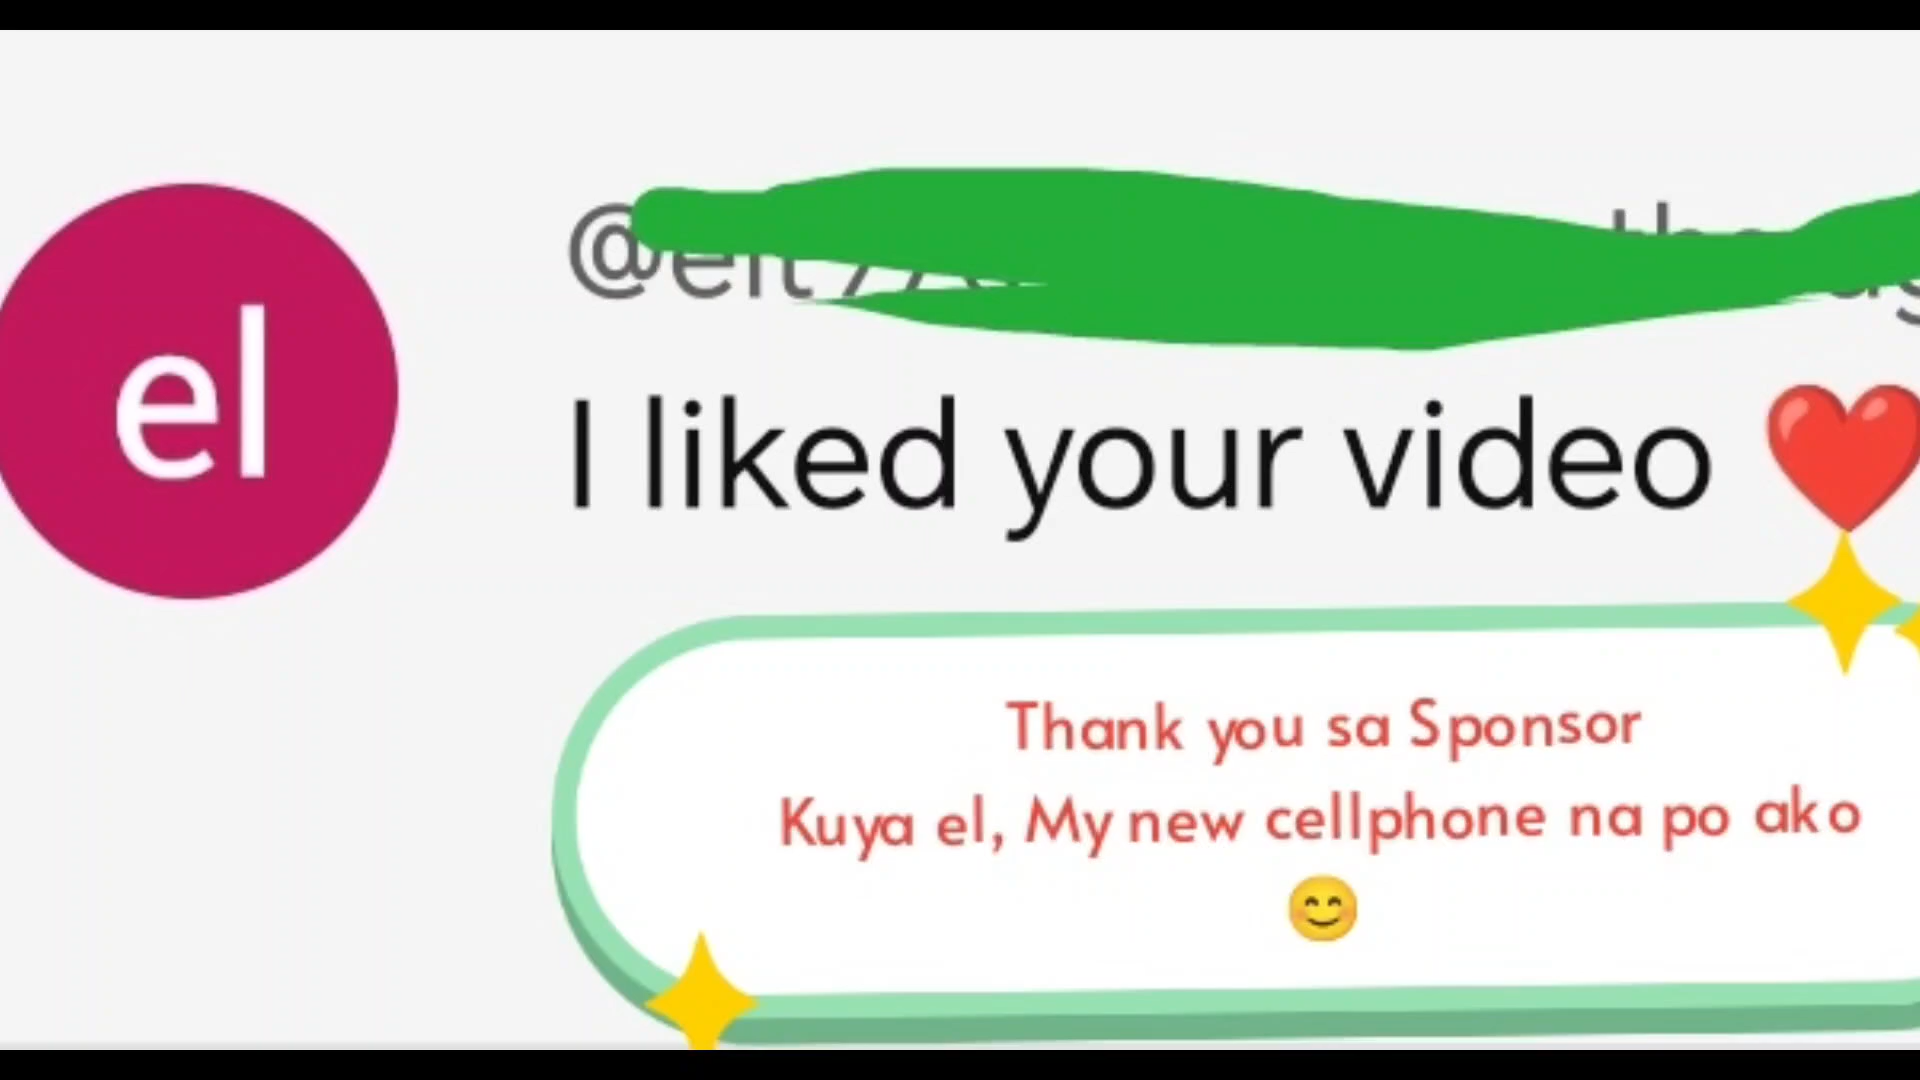 el
I liked your video ❤️
Thank you sa Sponsor
Kuya el, My new cellphone na po ako
😊